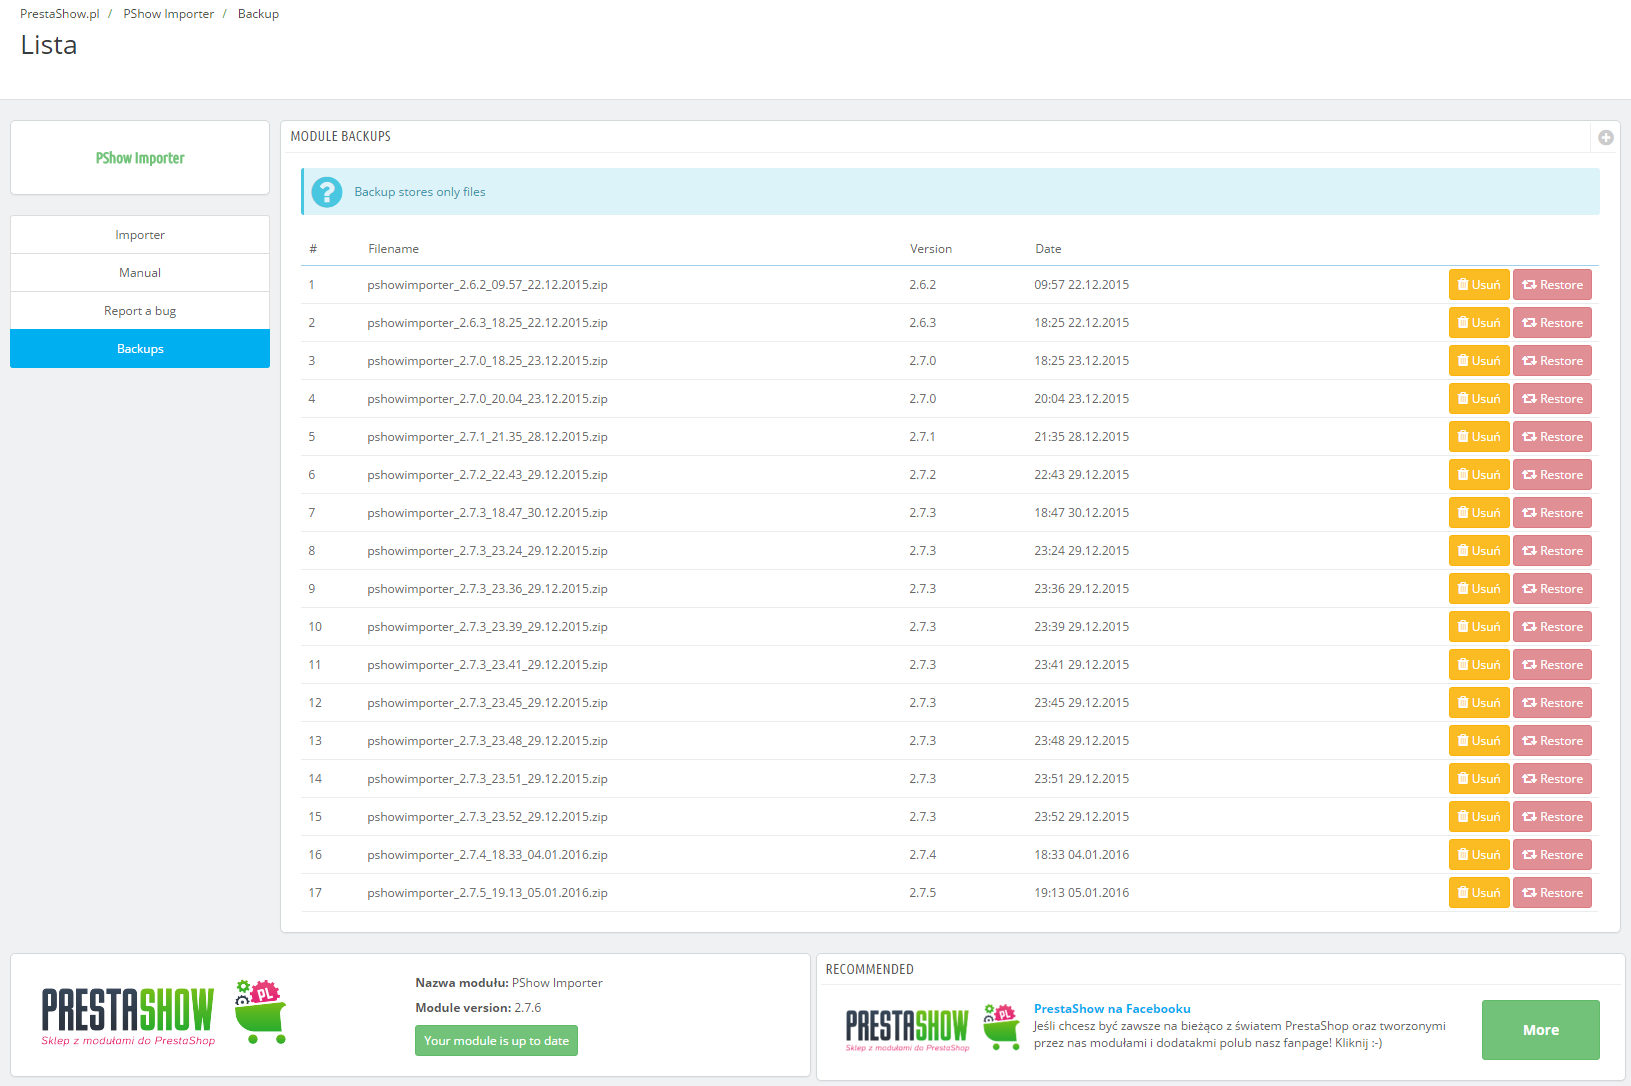 PrestaShow.pl / PShow Importer / Backup
Lista
PShow Importer
Importer
Manual
Report a bug
Backups
MODULE BACKUPS
Backup stores only files
# Filename Version Date
1 pshowimporter_2.6.2_09.57_22.12.2015.zip 2.6.2 09:57 22.12.2015 Usuń Restore
2 pshowimporter_2.6.3_18.25_22.12.2015.zip 2.6.3 18:25 22.12.2015 Usuń Restore
3 pshowimporter_2.7.0_18.25_23.12.2015.zip 2.7.0 18:25 23.12.2015 Usuń Restore
4 pshowimporter_2.7.0_20.04_23.12.2015.zip 2.7.0 20:04 23.12.2015 Usuń Restore
5 pshowimporter_2.7.1_21.35_28.12.2015.zip 2.7.1 21:35 28.12.2015 Usuń Restore
6 pshowimporter_2.7.2_22.43_29.12.2015.zip 2.7.2 22:43 29.12.2015 Usuń Restore
7 pshowimporter_2.7.3_18.47_30.12.2015.zip 2.7.3 18:47 30.12.2015 Usuń Restore
8 pshowimporter_2.7.3_23.24_29.12.2015.zip 2.7.3 23:24 29.12.2015 Usuń Restore
9 pshowimporter_2.7.3_23.36_29.12.2015.zip 2.7.3 23:36 29.12.2015 Usuń Restore
10 pshowimporter_2.7.3_23.39_29.12.2015.zip 2.7.3 23:39 29.12.2015 Usuń Restore
11 pshowimporter_2.7.3_23.41_29.12.2015.zip 2.7.3 23:41 29.12.2015 Usuń Restore
12 pshowimporter_2.7.3_23.45_29.12.2015.zip 2.7.3 23:45 29.12.2015 Usuń Restore
13 pshowimporter_2.7.3_23.48_29.12.2015.zip 2.7.3 23:48 29.12.2015 Usuń Restore
14 pshowimporter_2.7.3_23.51_29.12.2015.zip 2.7.3 23:51 29.12.2015 Usuń Restore
15 pshowimporter_2.7.3_23.52_29.12.2015.zip 2.7.3 23:52 29.12.2015 Usuń Restore
16 pshowimporter_2.7.4_18.33_04.01.2016.zip 2.7.4 18:33 04.01.2016 Usuń Restore
17 pshowimporter_2.7.5_19.13_05.01.2016.zip 2.7.5 19:13 05.01.2016 Usuń Restore
PRESTASHOW PL
Sklep z modułami do PrestaShop
Nazwa modułu: PShow Importer
Module version: 2.7.6
Your module is up to date
RECOMMENDED
PRESTASHOW PL
Sklep z modułami do PrestaShop
PrestaShow na Facebooku
Jeśli chcesz być zawsze na bieżąco z światem PrestaShop oraz tworzonymi
przez nas modułami i dodatakmi polub nasz fanpage! Kliknij :-)
More